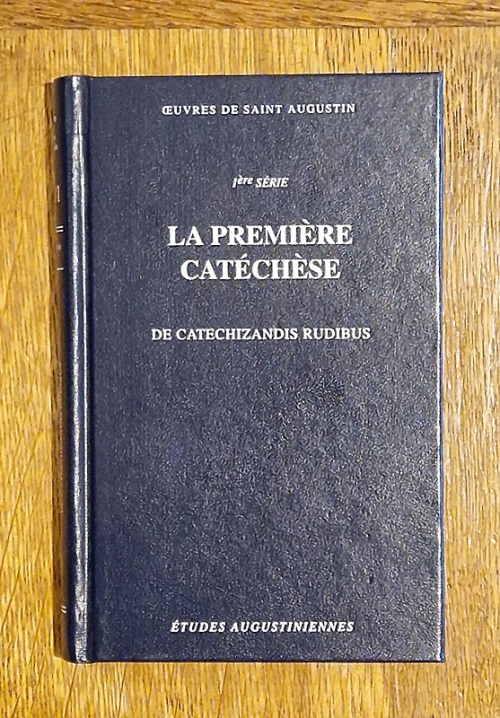 ŒUVRES DE SAINT AUGUSTIN
1ère SÉRIE
LA PREMIÈRE
CATÉCHÈSE
DE CATECHIZANDIS RUDIBUS
ÉTUDES AUGUSTINIENNES